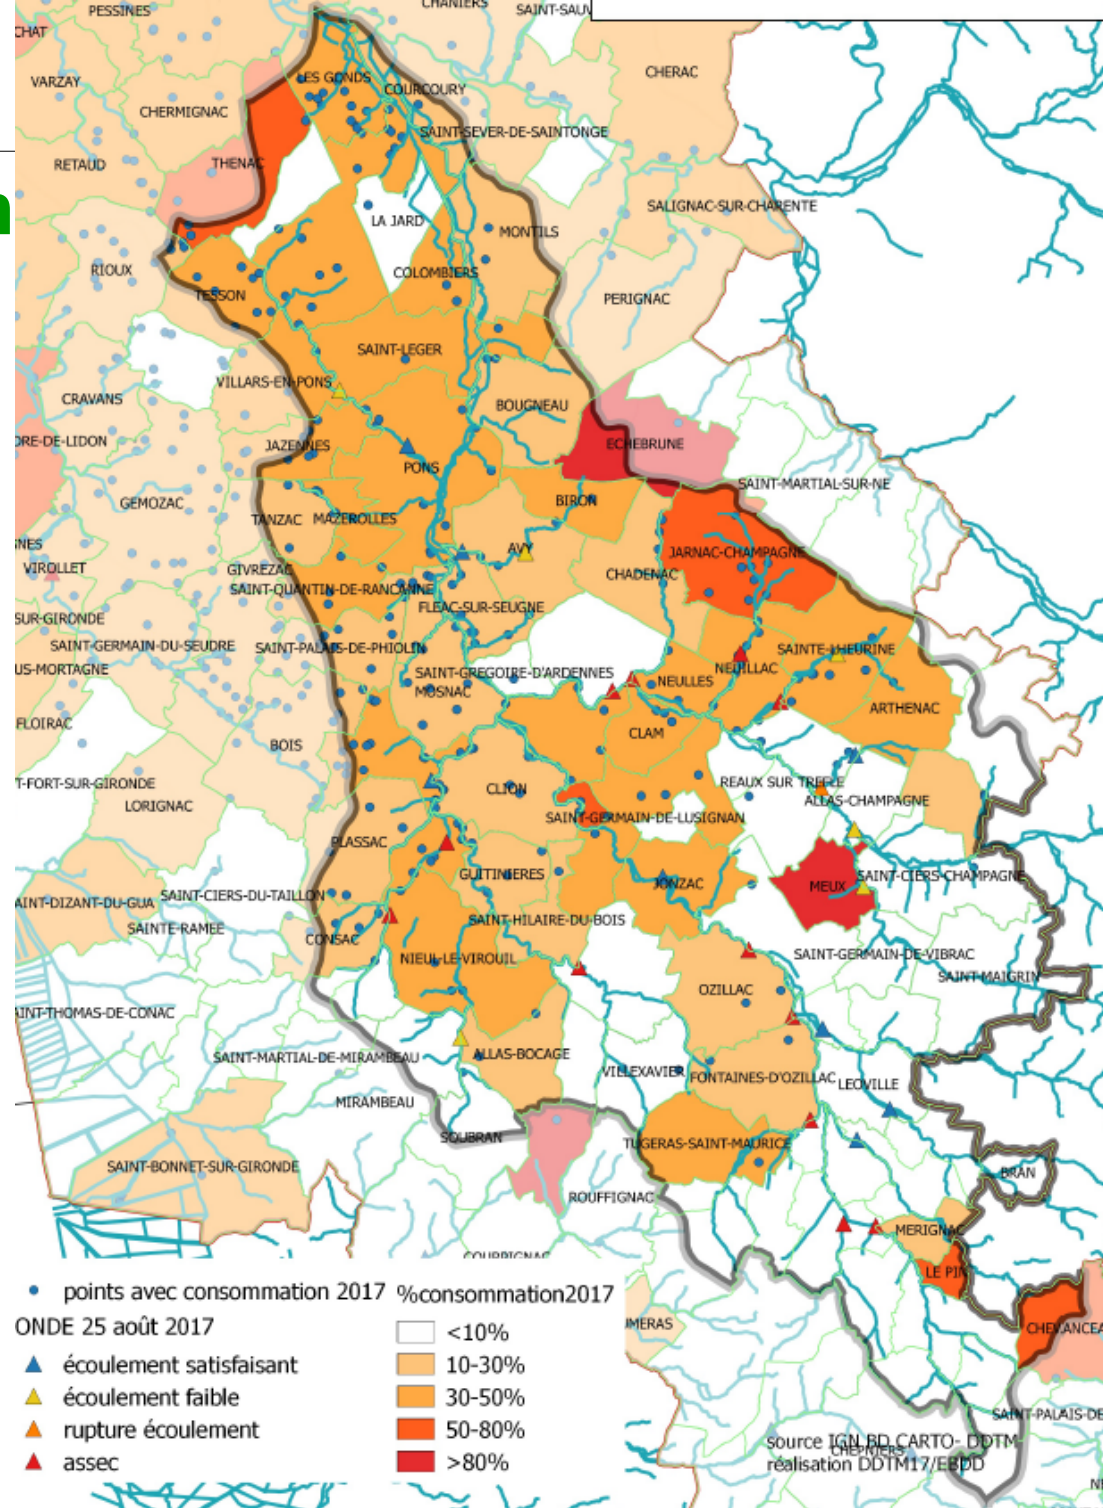 PESSINES
CHANIERS
SAINT-SAUV
CHAT
VARZAY
LES GONDS
COURCOURY
CHERAC
CHERMIGNAC
SAINT-SEVER-DE-SAINTONGE
RETAUD
THENAC
n
LA JARD
SALIGNAC-SUR-CHARENTE
MONTILS
RIOUX
COLOMBIERS
TESSON
PERIGNAC
SAINT-LEGER
VILLARS-EN-PONS
CRAVANS
BOUGNEAU
DRE-DE-LIDON
JAZENNES
ECHEBRUNE
PONS
SAINT-MARTIAL-SUR-NE
GEMOZAC
BIRON
TANZAC
MAZEROLLES
NES
AVY
JARNAC-CHAMPAGNE
VIROLLET
GIVREZAC
CHADENAC
SAINT-QUANTIN-DE-RANCANNE
FLEAC-SUR-SEUGNE
SUR-GIRONDE
SAINT-GERMAIN-DU-SEUDRE
SAINT-PALAIS-DE-PHIOLIN
SAINTE-LHEURINE
US-MORTAGNE
SAINT-GREGOIRE-D'ARDENNES
NEUILLAC
NEULLES
MOSNAC
ARTHENAC
FLOIRAC
CLAM
BOIS
T-FORT-SUR-GIRONDE
REAUX SUR TREFLE
CLION
LORIGNAC
ALLAS-CHAMPAGNE
SAINT-GERMAIN-DE-LUSIGNAN
PLASSAC
GUITINIERES
JONZAC
MEUX
SAINT-CIERS-CHAMPAGNE
SAINT-CIERS-DU-TAILLON
AINT-DIZANT-DU-GUA
SAINTE-RAMEE
SAINT-HILAIRE-DU-BOIS
CONSAC
NIEUL-LE-VIROUIL
SAINT-GERMAIN-DE-VIBRAC
SAINT-MAIGRIN
OZILLAC
AINT-THOMAS-DE-CONAC
SAINT-MARTIAL-DE-MIRAMBEAU
ALLAS-BOCAGE
VILLEXAVIER
FONTAINES-D'OZILLAC
LEOVILLE
MIRAMBEAU
SOUBRAN
TUGERAS-SAINT-MAURICE
SAINT-BONNET-SUR-GIRONDE
BRAN
ROUFFIGNAC
MERIGNAC
COURPIGNAC
LE PIN
points avec consommation 2017
%consommation2017
UMERAS
CHEVANCEA
ONDE 25 août 2017
<10%
écoulement satisfaisant
10-30%
écoulement faible
30-50%
rupture écoulement
50-80%
assec
>80%
SAINT-PALAIS-DE
source IGN BD CARTO- DDTM
CHEPNIERS
réalisation DDTM17/EBDD
NE